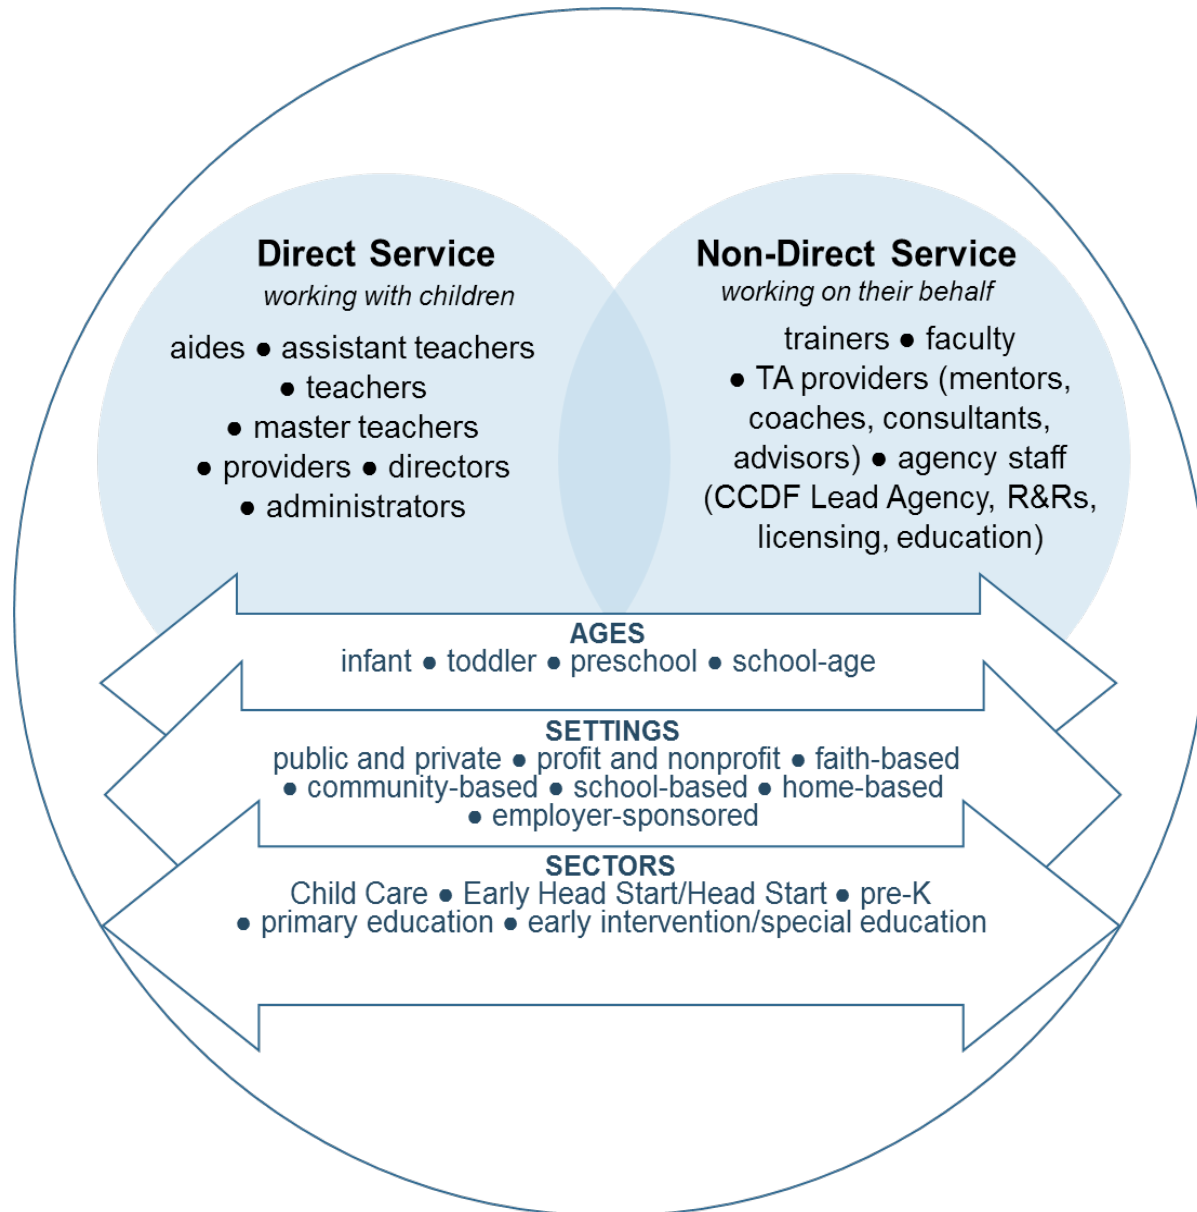 Direct Service
working with children
aides ● assistant teachers
● teachers
● master teachers
● providers ● directors
● administrators
Non-Direct Service
working on their behalf
trainers ● faculty
● TA providers (mentors,
coaches, consultants,
advisors) ● agency staff
(CCDF Lead Agency, R&Rs,
licensing, education)
AGES
infant ● toddler ● preschool ● school-age
SETTINGS
public and private ● profit and nonprofit ● faith-based
● community-based ● school-based ● home-based
● employer-sponsored
SECTORS
Child Care ● Early Head Start/Head Start ● pre-K
● primary education ● early intervention/special education